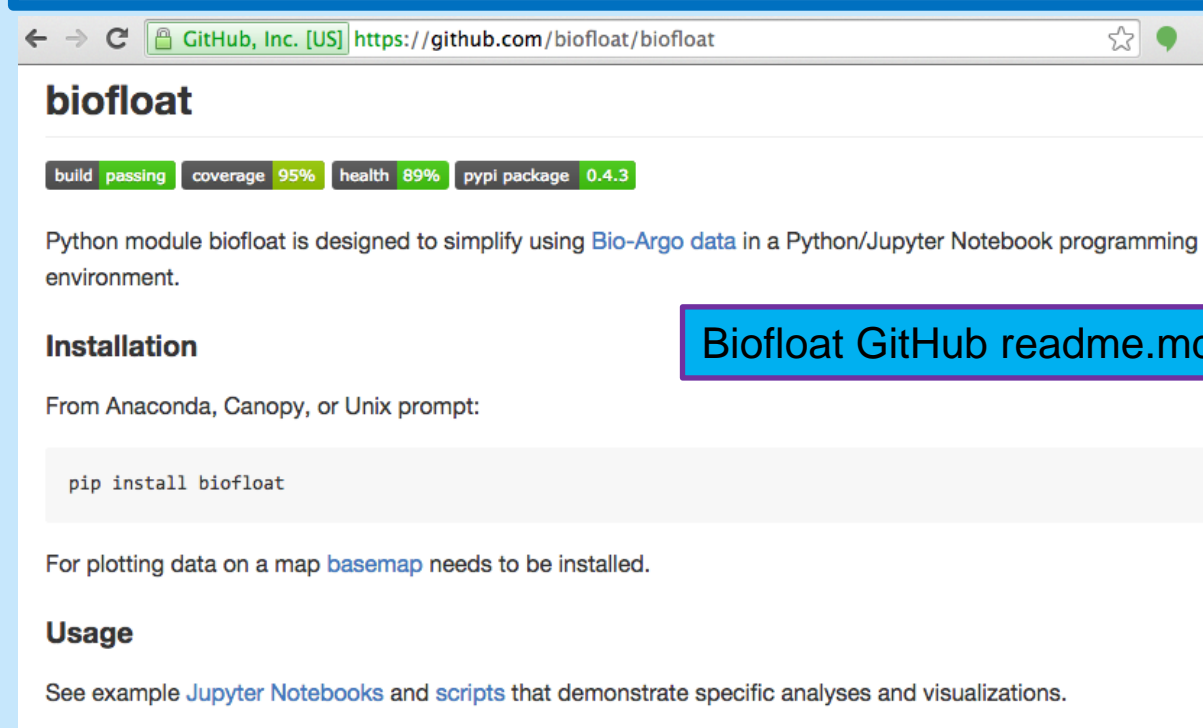 GitHub, Inc. [US] https://github.com/biofloat/biofloat
biofloat
build passing coverage 95% health 89% pypi package 0.4.3
Python module biofloat is designed to simplify using Bio-Argo data in a Python/Jupyter Notebook programming
environment.
Installation
Biofloat GitHub readme.md
From Anaconda, Canopy, or Unix prompt:
pip install biofloat
For plotting data on a map basemap needs to be installed.
Usage
See example Jupyter Notebooks and scripts that demonstrate specific analyses and visualizations.